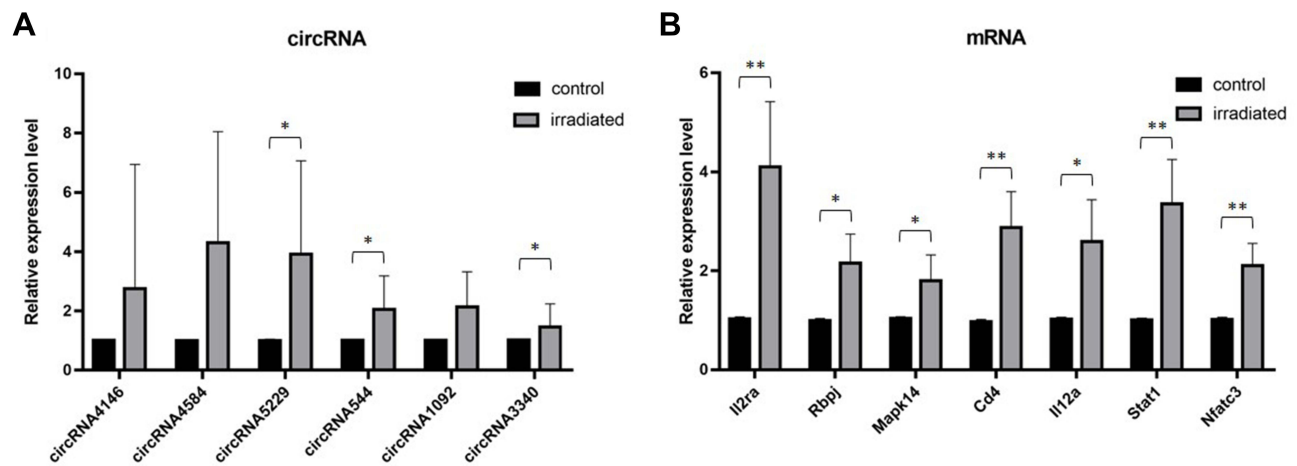 A
circRNA
Relative expression level
10
8
6
4
2
0
control
irradiated
*
*
*
circRNA4146
circRNA4584
circRNA5229
circRNA544
circRNA1092
circRNA3340
B
mRNA
Relative expression level
6
4
2
0
control
irradiated
**
*
*
**
*
**
**
Il2ra
Rbpj
Mapk14
Cd4
Il12a
Stat1
Nfatc3